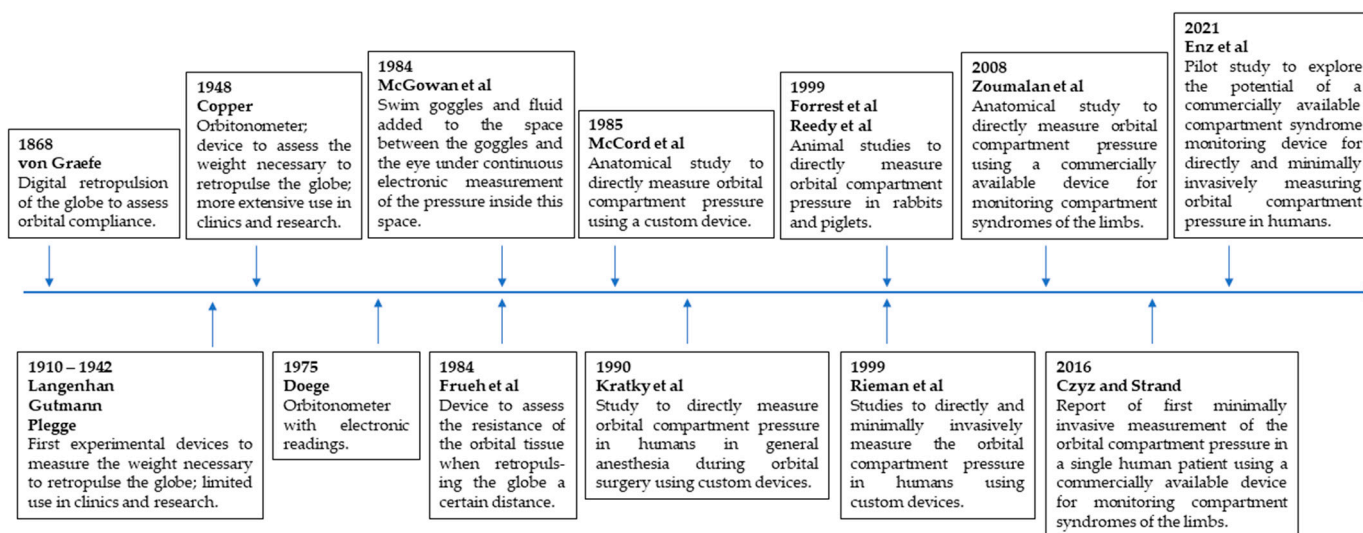 1868
von Graefe
Digital retropulsion
of the globe to assess
orbital compliance.
1948
Copper
Orbitonometer;
device to assess the
weight necessary to
retropulse the globe;
more extensive use in
clinics and research.
1984
McGowan et al
Swim goggles and fluid
added to the space
between the goggles and
the eye under continuous
electronic measurement
of the pressure inside this
space.
1985
McCord et al
Anatomical study to
directly measure orbital
compartment pressure
using a custom device.
1999
Forrest et al
Reedy et al
Animal studies to
directly measure
orbital compartment
pressure in rabbits
and piglets.
2008
Zoumalan et al
Anatomical study to
directly measure orbital
compartment pressure
using a commercially
available device for
monitoring compartment
syndromes of the limbs.
2021
Enz et al
Pilot study to explore
the potential of a
commercially available
compartment syndrome
monitoring device for
directly and minimally
invasively measuring
orbital compartment
pressure in humans.
1910 – 1942
Langenhan
Gutmann
Plegge
First experimental devices to
measure the weight necessary
to retropulse the globe; limited
use in clinics and research.
1975
Doege
Orbitonometer
with electronic
readings.
1984
Frueh et al
Device to assess
the resistance of
the orbital tissue
when retropuls-
ing the globe a
certain distance.
1990
Kratky et al
Study to directly measure
orbital compartment pressure
in humans in general
anesthesia during orbital
surgery using custom devices.
1999
Rieman et al
Studies to directly and
minimally invasively
measure the orbital
compartment pressure
in humans using
custom devices.
2016
Czyz and Strand
Report of first minimally
invasive measurement of the
orbital compartment pressure in
a single human patient using a
commercially available device
for monitoring compartment
syndromes of the limbs.